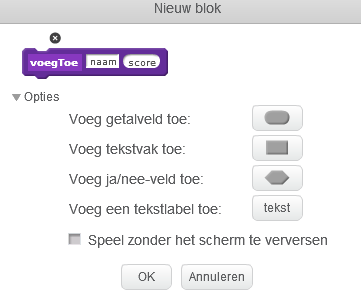 Nieuw blok
voegToe naam score
Opties
Voeg getalveld toe:
Voeg tekstvak toe:
Voeg ja/nee-veld toe:
Voeg een tekstlabel toe: tekst
Speel zonder het scherm te verversen
OK Annuleren